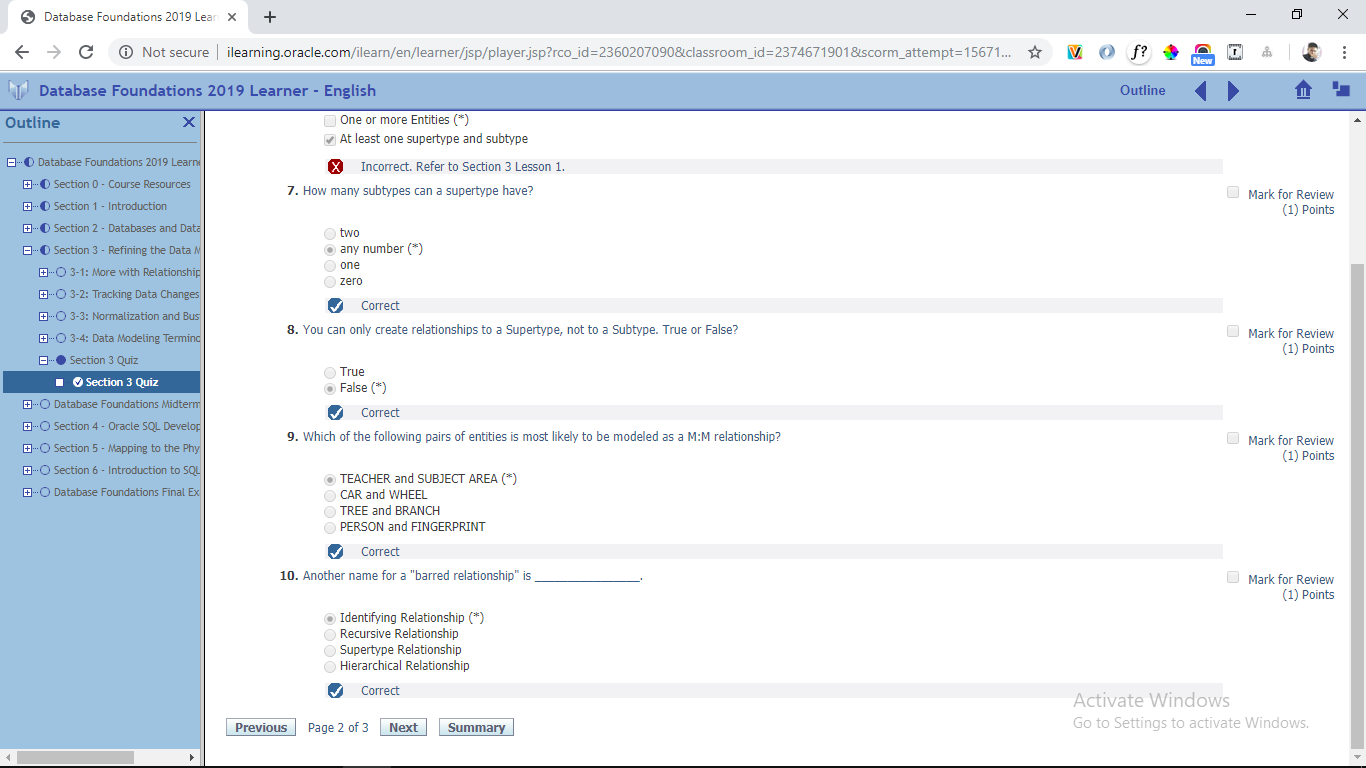 Database Foundations 2019 Lear
Not secure | ilearning.oracle.com/ilearn/en/learner/jsp/player.jsp?rco_id=2360207090&classroom_id=2374671901&scorm_attempt=15671...
f?
New
Database Foundations 2019 Learner - English
Outline
Outline
Database Foundations 2019 Learne
Section 0 - Course Resources
Section 1 - Introduction
Section 2 - Databases and Data
Section 3 - Refining the Data M
3-1: More with Relationship
3-2: Tracking Data Changes
3-3: Normalization and Bus
3-4: Data Modeling Termino
Section 3 Quiz
Section 3 Quiz
Database Foundations Midterm
Section 4 - Oracle SQL Develop
Section 5 - Mapping to the Phy
Section 6 - Introduction to SQL
Database Foundations Final Ex
One or more Entities (*)
At least one supertype and subtype
X Incorrect. Refer to Section 3 Lesson 1.
7. How many subtypes can a supertype have?
Mark for Review
(1) Points
two
any number (*)
one
zero
Correct
8. You can only create relationships to a Supertype, not to a Subtype. True or False?
Mark for Review
(1) Points
True
False (*)
Correct
9. Which of the following pairs of entities is most likely to be modeled as a M:M relationship?
Mark for Review
(1) Points
TEACHER and SUBJECT AREA (*)
CAR and WHEEL
TREE and BRANCH
PERSON and FINGERPRINT
Correct
10. Another name for a "barred relationship" is _________________.
Mark for Review
(1) Points
Identifying Relationship (*)
Recursive Relationship
Supertype Relationship
Hierarchical Relationship
Correct
Previous Page 2 of 3 Next Summary
Activate Windows
Go to Settings to activate Windows.